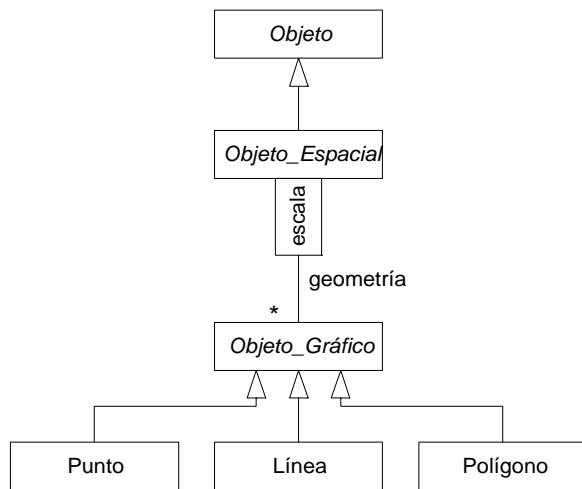 Objeto
Objeto_Espacial
escala
geometría
*
Objeto_Gráfico
Punto
Línea
Polígono